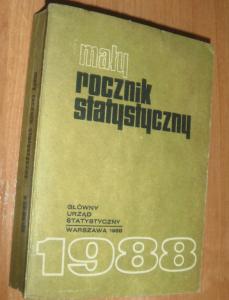 mały
rocznik
statystyczny
GŁÓWNY
URZĄD
STATYSTYCZNY
WARSZAWA 1988
1988